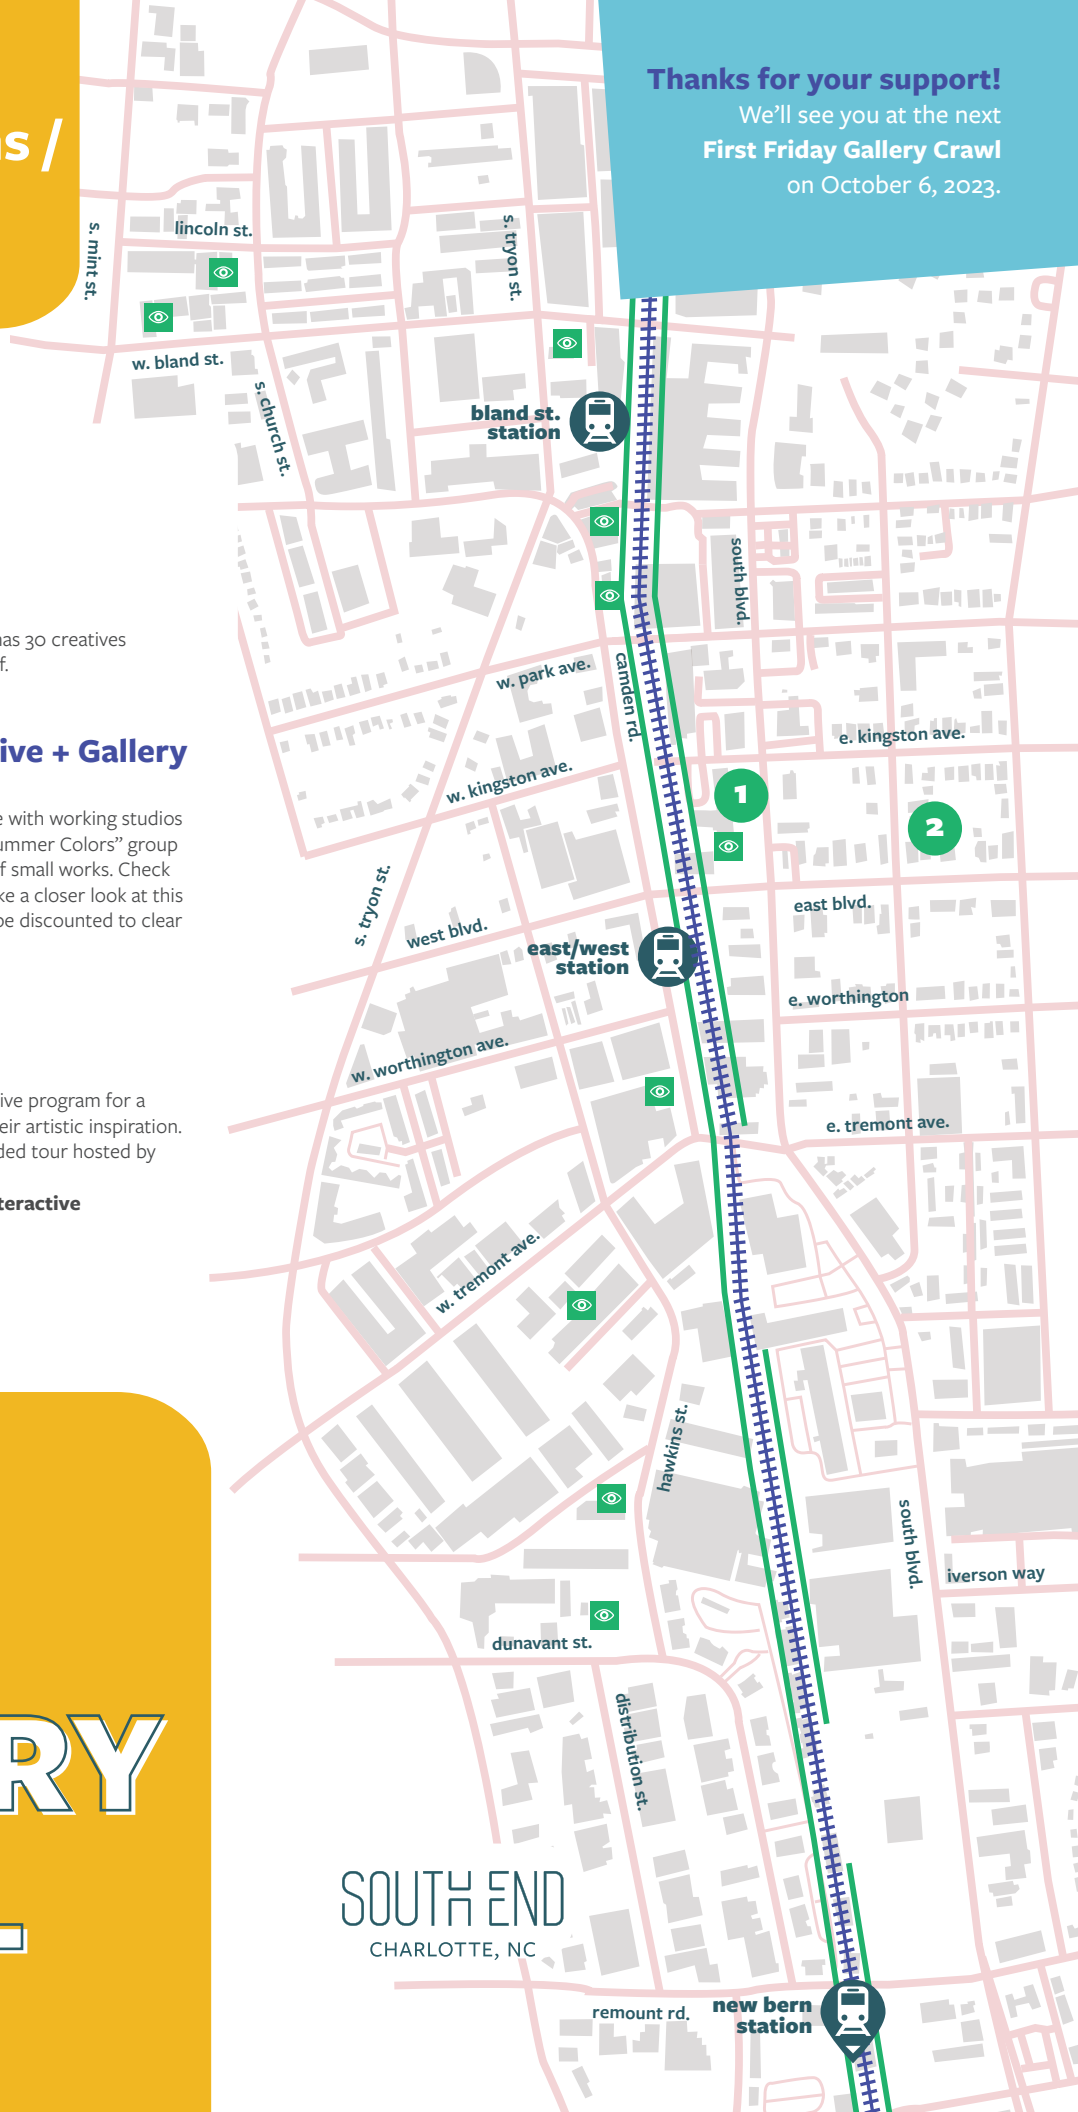 s /
Thanks for your support!
We'll see you at the next
First Friday Gallery Crawl
on October 6, 2023.
s. mint st.
lincoln st.
s. tryon st.
w. bland st.
s. church st.
bland st.
station
south blvd.
has 30 creatives
f.
w. park ave.
camden rd.
ive + Gallery
e. kingston ave.
w. kingston ave.
1
2
e with working studios
ummer Colors” group
f small works. Check
ke a closer look at this
be discounted to clear
s. tryon st.
east blvd.
west blvd.
east/west
station
e. worthington
w. worthington ave.
ive program for a
eir artistic inspiration.
ded tour hosted by
teractive
e. tremont ave.
w. tremont ave.
hawkins st.
south blvd.
iverson way
dunavant st.
distribution st.
RY
SOUTH END
CHARLOTTE, NC
remount rd.
new bern
station